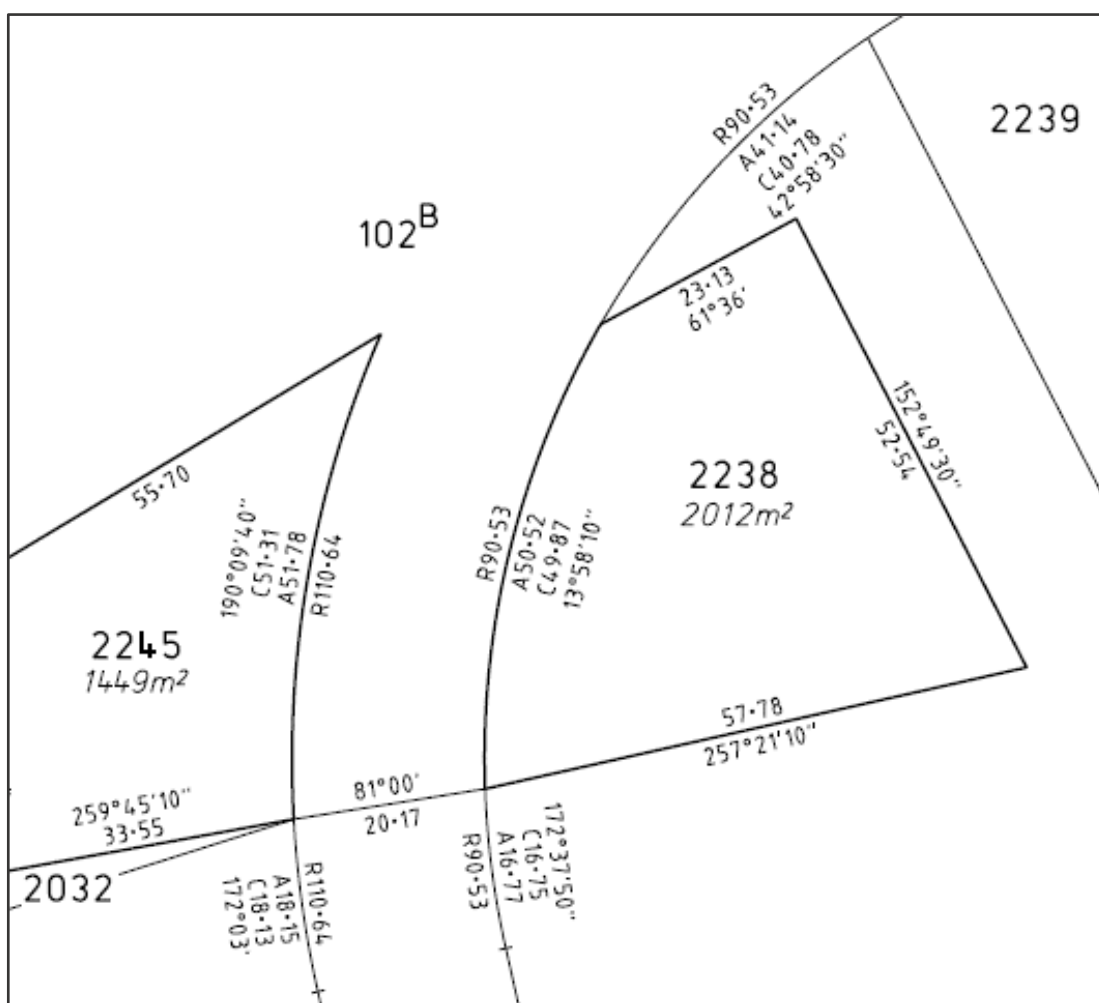 2239
R90·53
A41·14
C40·78
42°58'30"
102ᴮ
23·13
61°36'
55·70
152°49'30"
52·54
2238
2012m²
190°09'40"
C51·31
A51·78
R110·64
R90·53
A50·52
C49·87
13°58'10"
2245
1449m²
57·78
257°21'10"
81°00'
20·17
259°45'10"
33·55
2032
172°03'
C18·13
A18·15
R110·64
R90·53
A16·77
C16·75
172°37'50"